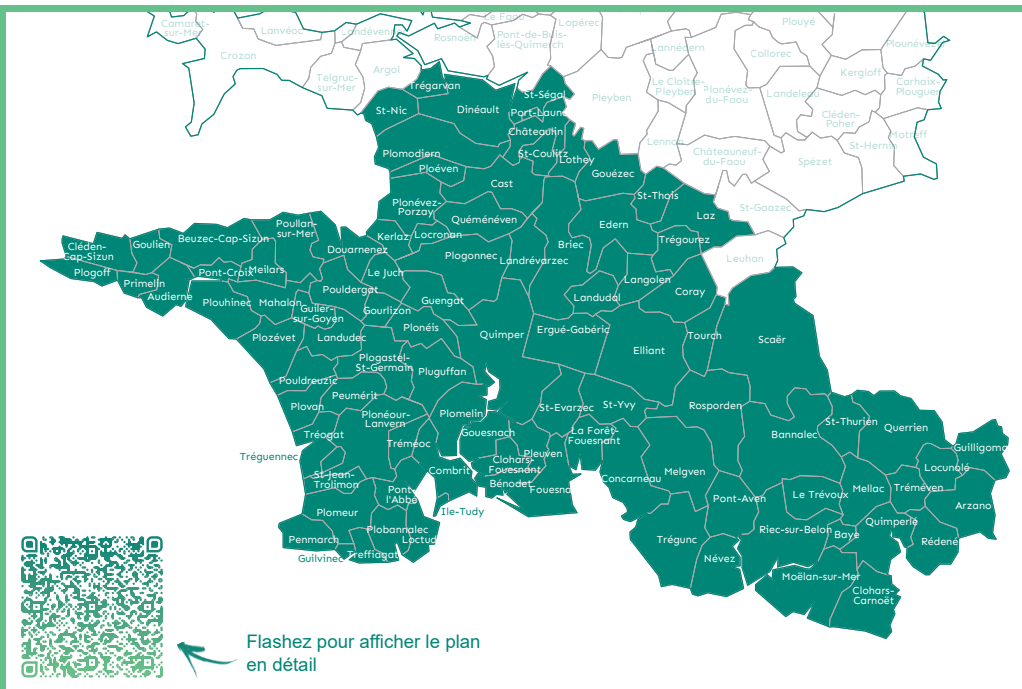 Camaret-
sur-Mer
Lanvéoc
Landévenn
Le Faou
Rosnoën
Pont-de-Buis-
lès-Quimerch
Lopérec
Plouyé
Plounévez
Lannédern
Collorec
Crozon
Argol
Telgruc-
sur-Mer
Trégarvan
Le Cloître-
Pleyben
Plonévez-
du-Faou
Kergloff
Carhaix-
Plouguer
Landeleau
Pleyben
Cléden-
Poher
Motreff
St-Hernin
Lennon
Châteauneuf-
du-Faou
Spézet
St-Goazec
Leuhan
St-Nic
Dinéault
St-Ségal
Port-Laun
Châteaulin
St-Coulitz
Lothey
Gouézec
Plomodiern
Ploéven
Cast
St-Thois
Laz
Plonévez-
Porzay
Quéménéven
Edern
Trégourez
Kerlaz
Locronan
Briec
Plogonnec
Landrévarzec
Poullan-
sur-Mer
Beuzec-Cap-Sizun
Goulien
Cléden-
Cap-Sizun
Douarnenez
Plogoff
Pont-Croix
Meilars
Le Juch
Primelin
Audierne
Pouldergat
Langolen
Coray
Landudal
Plouhinec
Mahalon
Guiler-
sur-Goyen
Gourlizon
Guengat
Plonéis
Plozévet
Landudec
Quimper
Ergué-Gabéric
Elliant
Tourch
Scaër
Plogastel-
St-Germain
Pluguffan
Pouldreuzic
Peumérit
Plovan
Plonéour-
Lanvern
Plomelin
St-Evarzec
St-Yvy
Rosporden
Tréogat
Tréméoc
Gouesnach
La Forêt-
Fouesnant
Pleuven
Bannalec
St-Thurien
Querrien
Guilligoma
Tréguennec
Clohars-
Fouesnant
Combrit
Bénodet
Fouesna
Concarneau
Melgven
Locunolé
St-Jean-
Trolimon
Pont-
l'Abbé
Ile-Tudy
Pont-Aven
Le Trévoux
Mellac
Tréméven
Arzano
Plomeur
Plobannalec
Loctud
Penmarch
Treffiagat
Guilvinec
Riec-sur-Belon
Baye
Quimperlé
Rédené
Trégunc
Névez
Moëlan-sur-Mer
Clohars-
Carnoët
Flashez pour afficher le plan
en détail